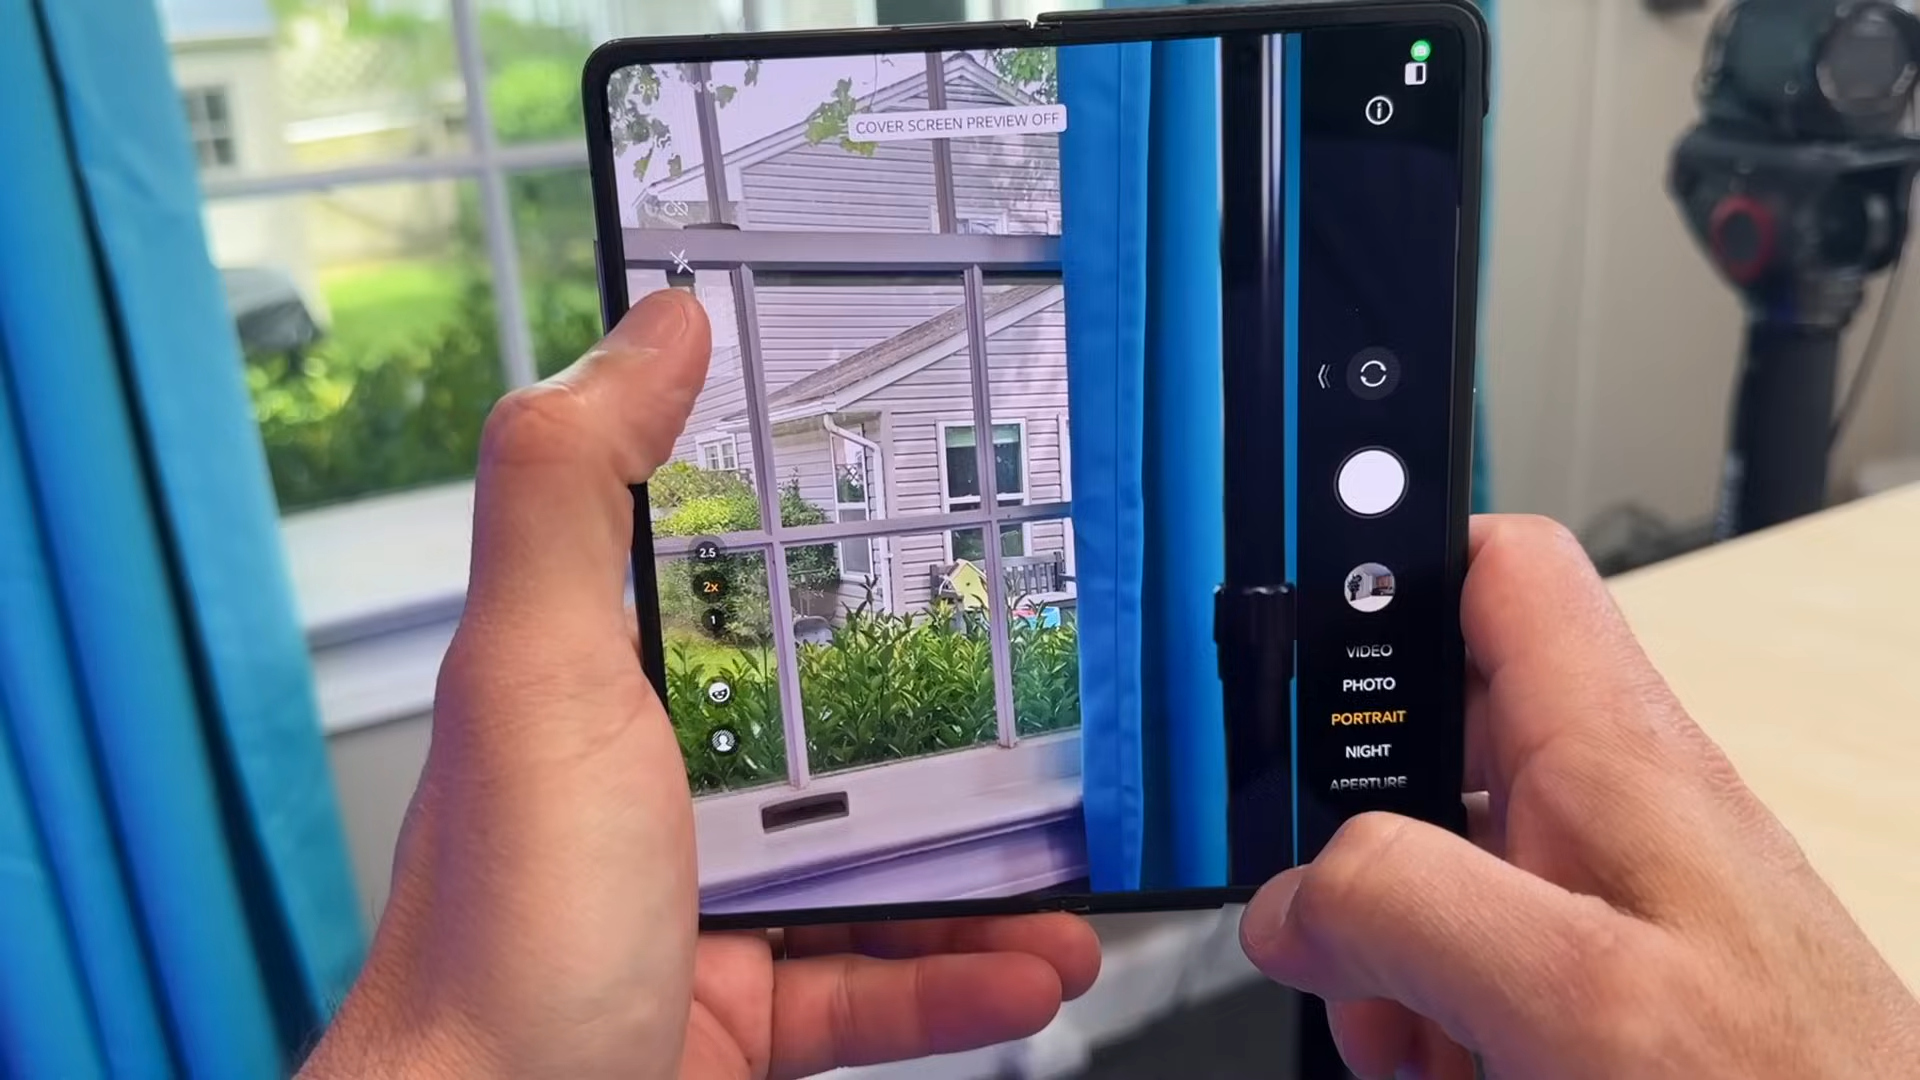 COVER SCREEN PREVIEW OFF
2.5
2x
1
VIDEO
PHOTO
PORTRAIT
NIGHT
APERTURE